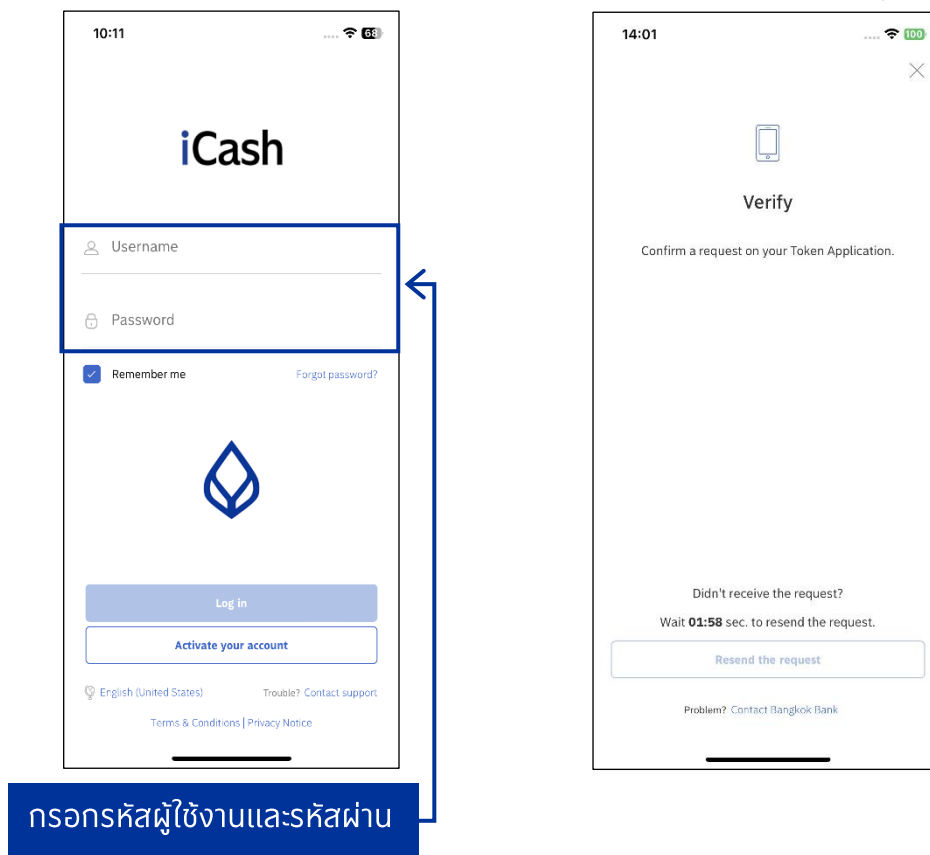 10:11
68
iCash
Username
Password
Remember me
Forgot password?
Log in
Activate your account
English (United States)
Trouble? Contact support
Terms & Conditions | Privacy Notice
กรอกรหัสผู้ใช้งานและรหัสผ่าน
14:01
100
Verify
Confirm a request on your Token Application.
Didn't receive the request?
Wait 01:58 sec. to resend the request.
Resend the request
Problem? Contact Bangkok Bank